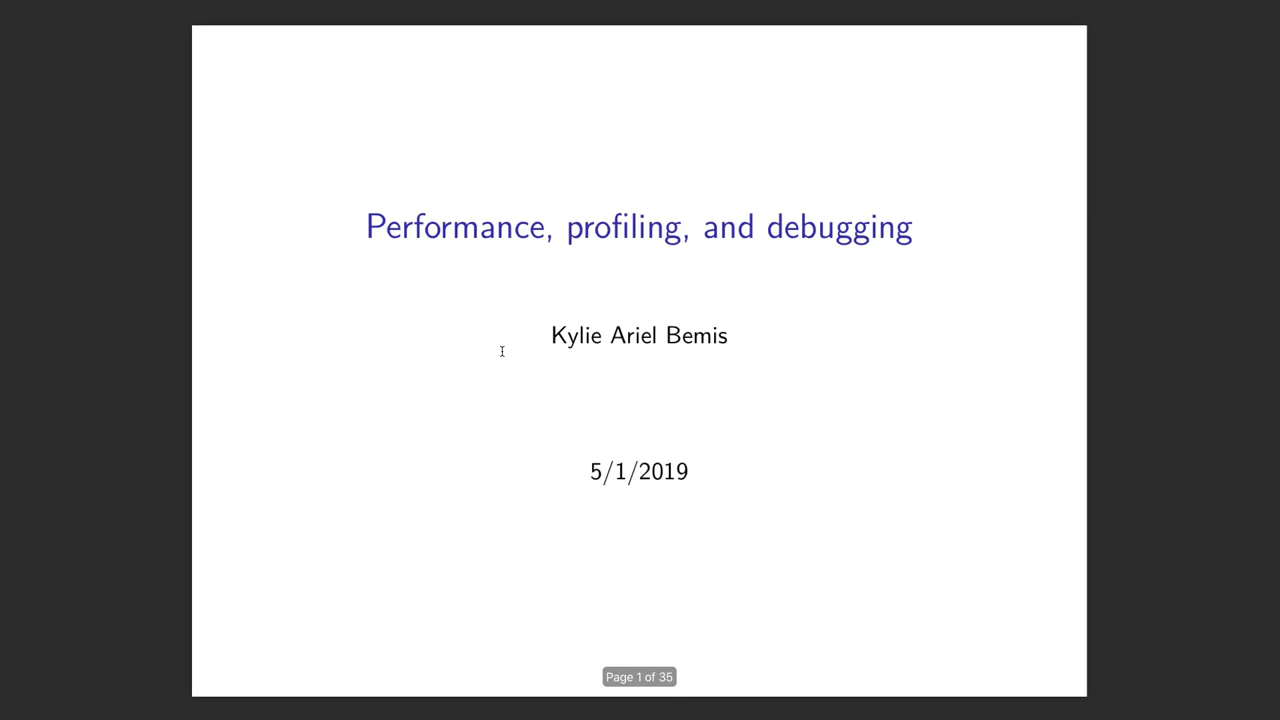 Performance, profiling, and debugging
Kylie Ariel Bemis
5/1/2019
Page 1 of 35